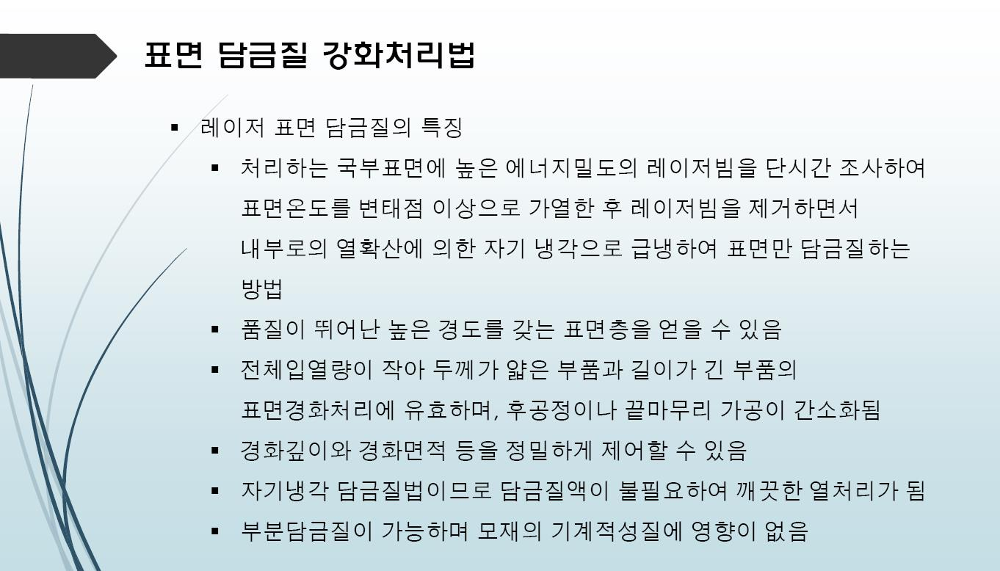 표면 담금질 강화처리법
▪ 레이저 표면 담금질의 특징
▪ 처리하는 국부표면에 높은 에너지밀도의 레이저빔을 단시간 조사하여
표면온도를 변태점 이상으로 가열한 후 레이저빔을 제거하면서
내부로의 열확산에 의한 자기 냉각으로 급냉하여 표면만 담금질하는
방법
▪ 품질이 뛰어난 높은 경도를 갖는 표면층을 얻을 수 있음
▪ 전체입열량이 작아 두께가 얇은 부품과 길이가 긴 부품의
표면경화처리에 유효하며, 후공정이나 끝마무리 가공이 간소화됨
▪ 경화깊이와 경화면적 등을 정밀하게 제어할 수 있음
▪ 자기냉각 담금질법이므로 담금질액이 불필요하여 깨끗한 열처리가 됨
▪ 부분담금질이 가능하며 모재의 기계적성질에 영향이 없음